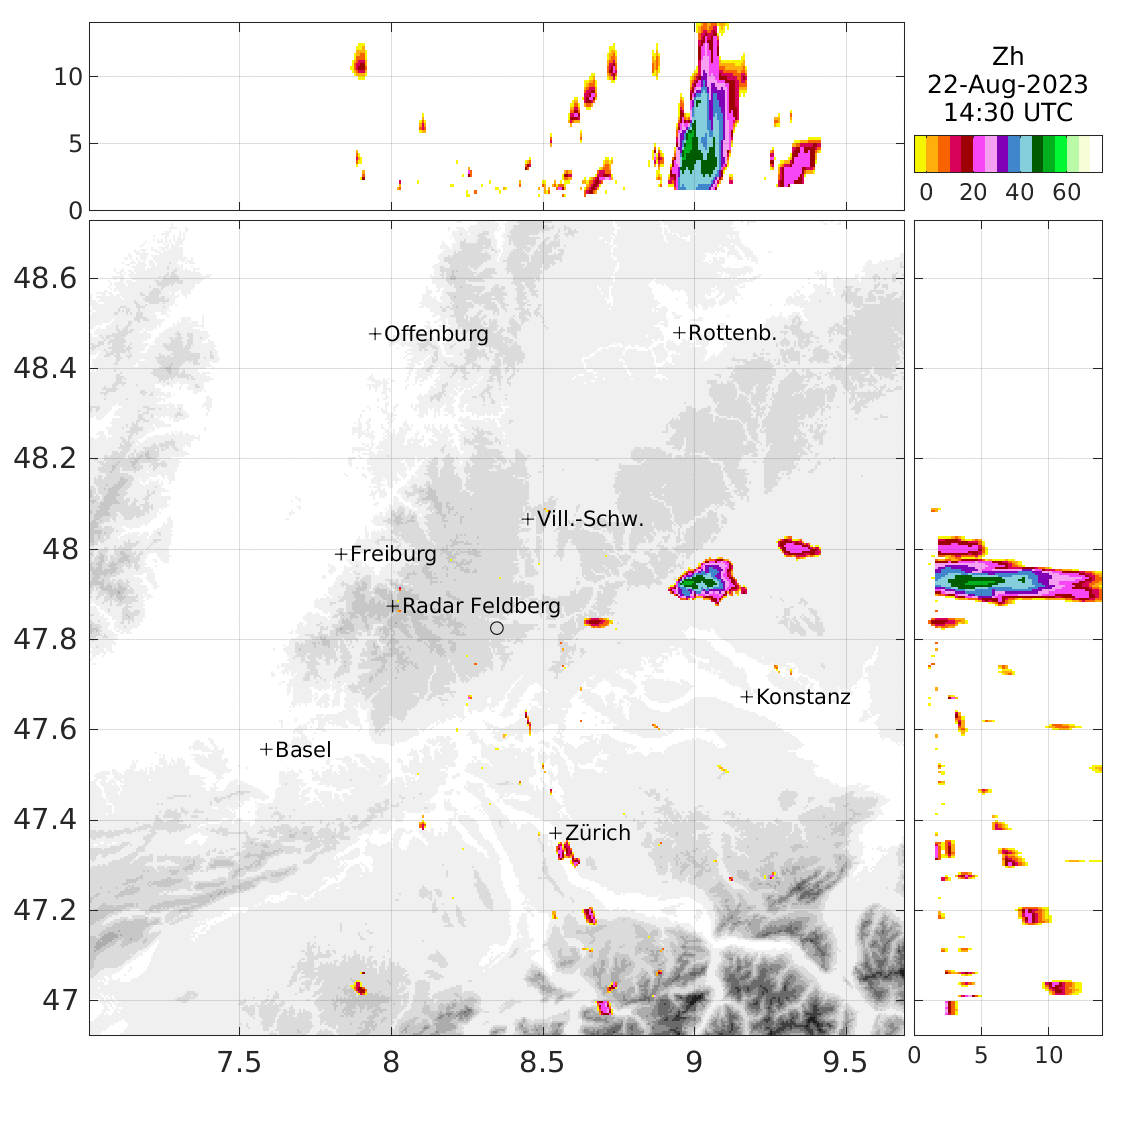 10
5
0
Zh
22-Aug-2023
14:30 UTC
0 20 40 60
48.6
48.4
48.2
48
47.8
47.6
47.4
47.2
47
+Offenburg
+Rottenb.
+Vill.-Schw.
+Freiburg
+Radar Feldberg
+Konstanz
+Basel
+Zürich
7.5 8 8.5 9 9.5
0 5 10